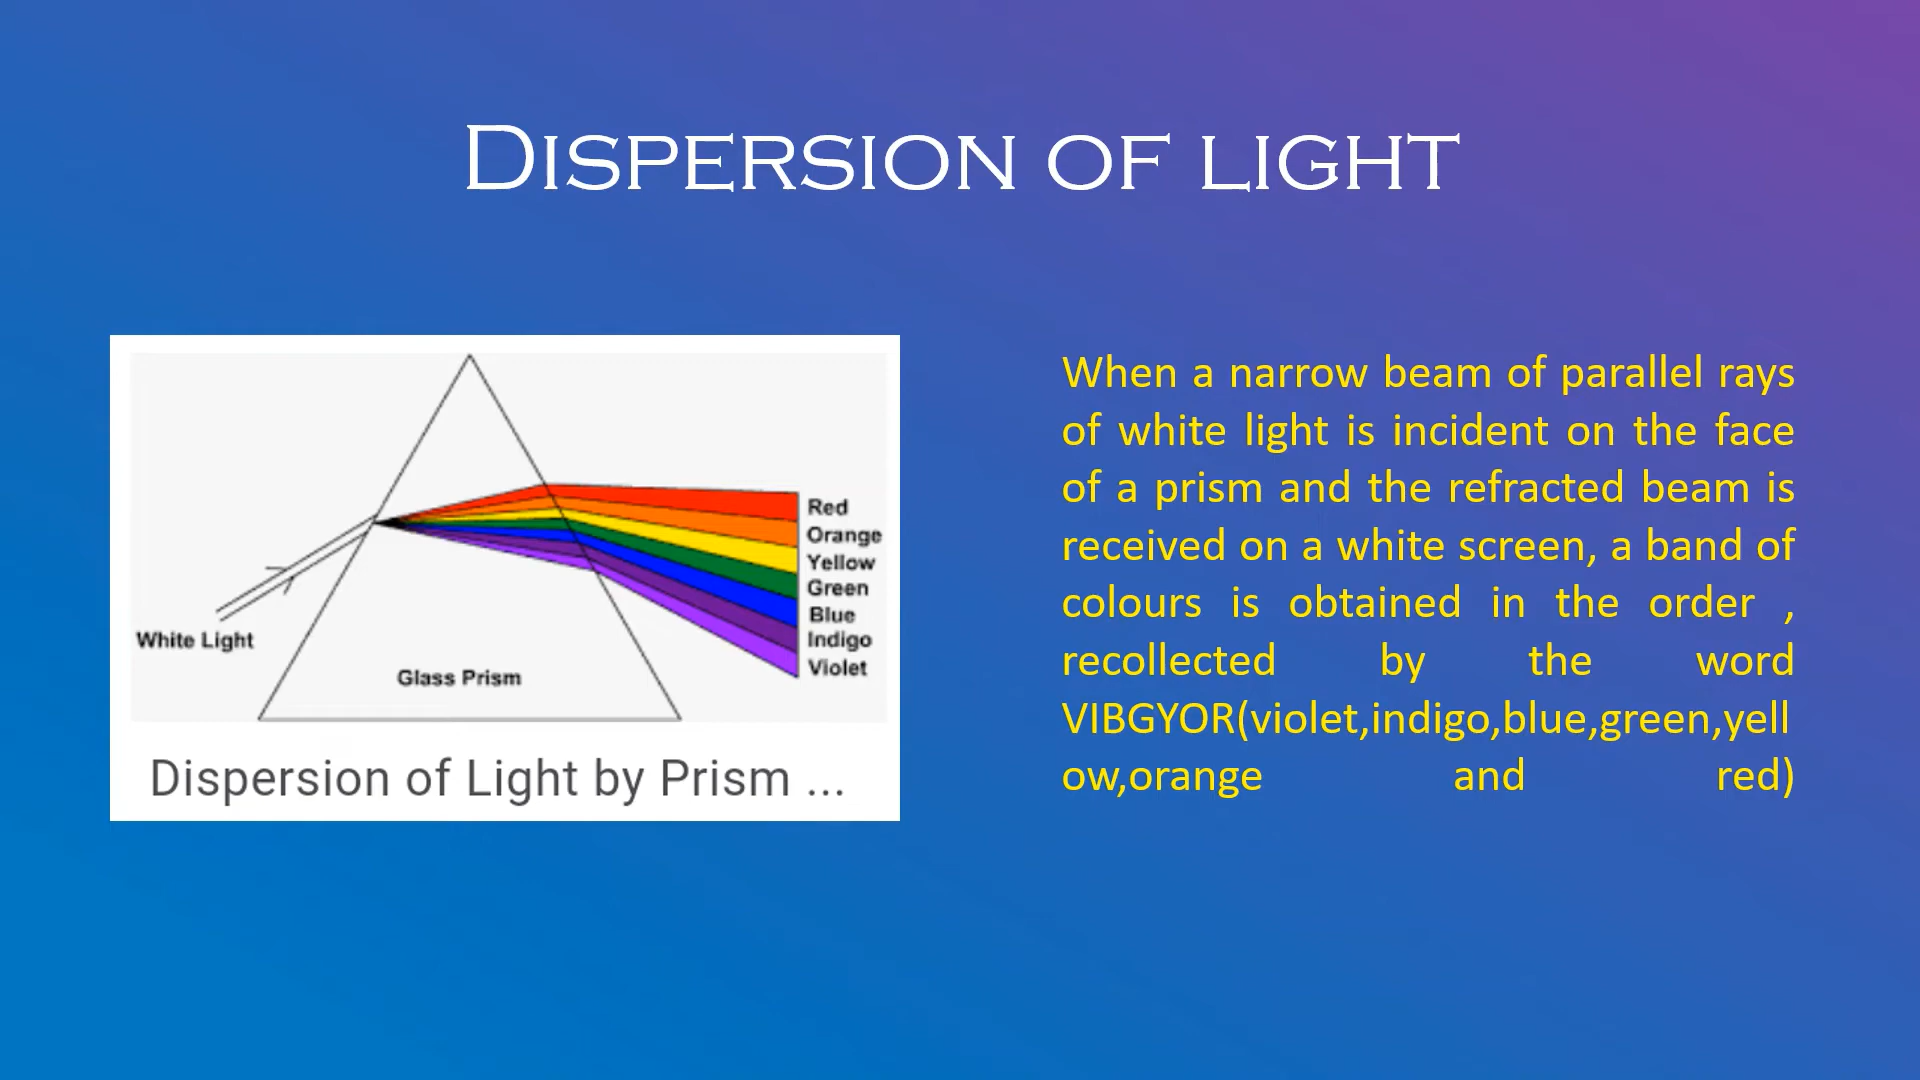 Dispersion of light
Red
Orange
Yellow
Green
Blue
Indigo
Violet
White Light
Glass Prism
Dispersion of Light by Prism ...
When a narrow beam of parallel rays
of white light is incident on the face
of a prism and the refracted beam is
received on a white screen, a band of
colours is obtained in the order ,
recollected by the word
VIBGYOR(violet,indigo,blue,green,yell
ow,orange and red)